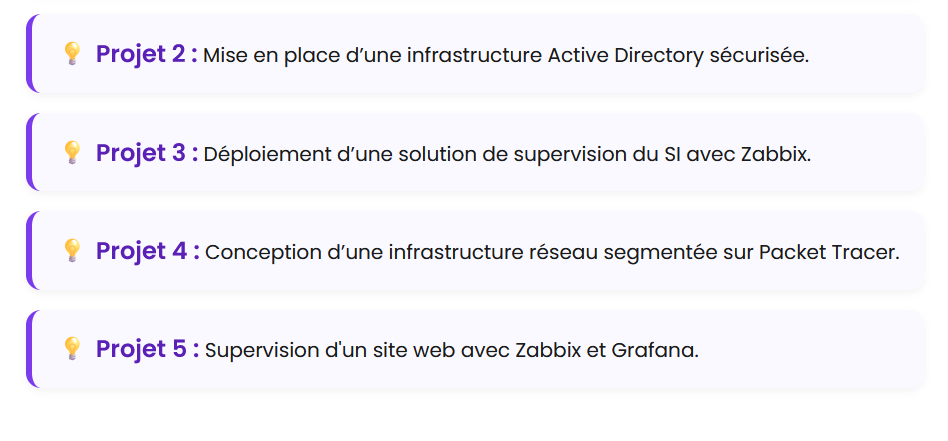 Projet 2 : Mise en place d’une infrastructure Active Directory sécurisée.
Projet 3 : Déploiement d’une solution de supervision du SI avec Zabbix.
Projet 4 : Conception d’une infrastructure réseau segmentée sur Packet Tracer.
Projet 5 : Supervision d'un site web avec Zabbix et Grafana.